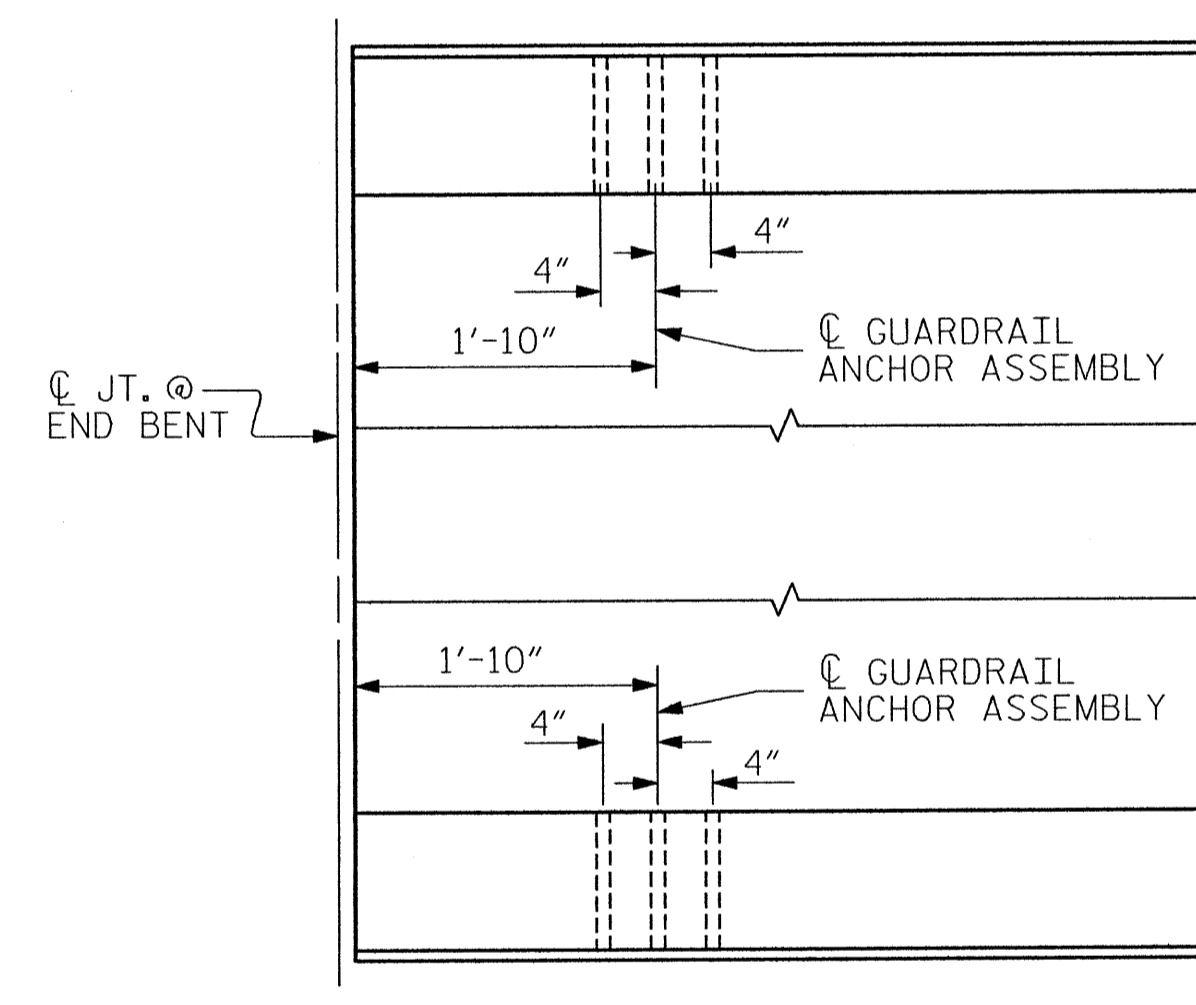 4"
4"
1'-10"
℄ GUARDRAIL
ANCHOR ASSEMBLY
℄ JT. @
END BENT
1'-10"
℄ GUARDRAIL
ANCHOR ASSEMBLY
4"
4"